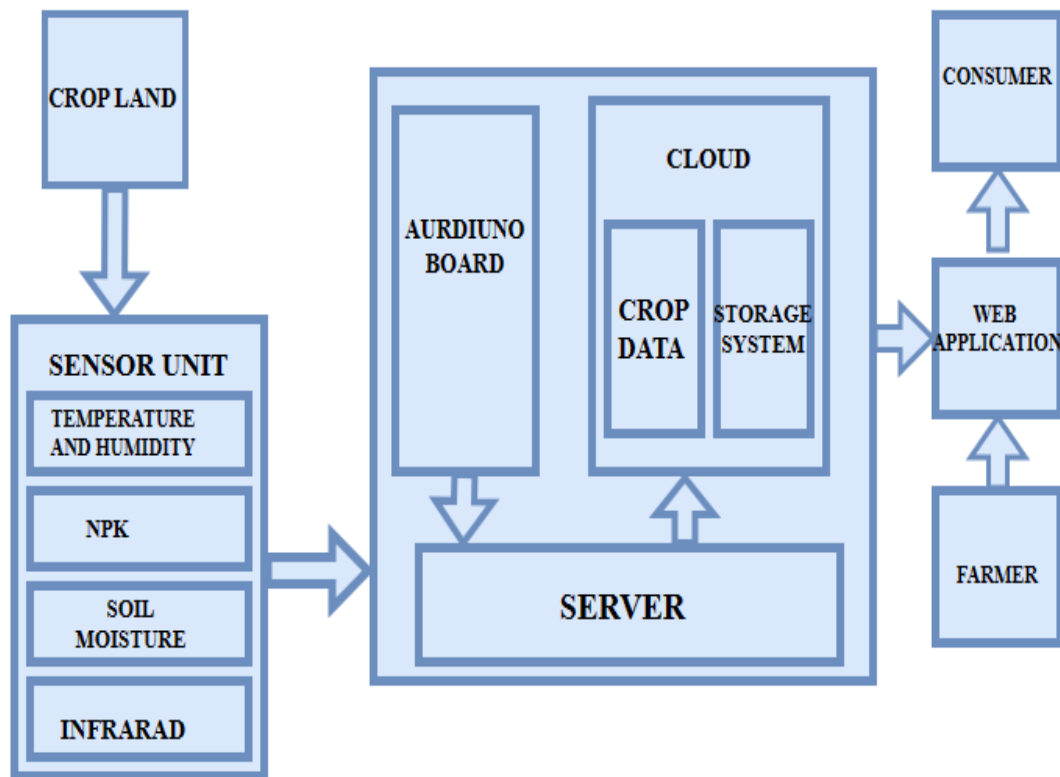 CROP LAND
SENSOR UNIT
TEMPERATURE
AND HUMIDITY
NPK
SOIL
MOISTURE
INFRARAD
AURDIUNO
BOARD
CLOUD
CROP
DATA
STORAGE
SYSTEM
SERVER
CONSUMER
WEB
APPLICATION
FARMER